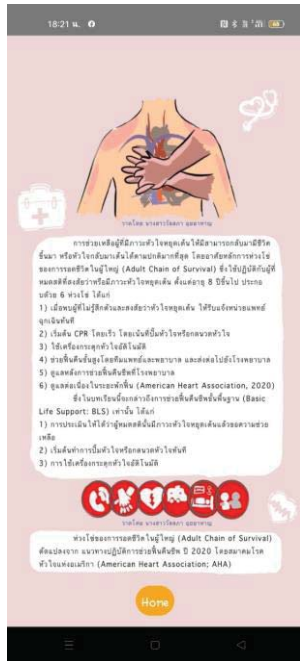 18:21 น.
วาดโดย นางสาววัลลภา อุยยาหาญ
การช่วยเหลือผู้ที่มีภาวะหัวใจหยุดเต้นให้มีสามารถกลับมามีชีวิต
ขึ้นมา หรือหัวใจกลับมาเต้นได้ตามปกติมากที่สุด โดยอาศัยหลักการห่วงโซ่
ของการรอดชีวิตในผู้ใหญ่ (Adult Chain of Survival) ซึ่งใช้ปฏิบัติกับผู้ที่
หมดสติที่สงสัยว่าหรือมีภาวะหัวใจหยุดเต้น ตั้งแต่อายุ 8 ปีขึ้นไป ประกอ
บด้วย 6 ห่วงโซ่ ได้แก่
1) เมื่อพบผู้ที่ไม่รู้สึกตัวและสงสัยว่าหัวใจหยุดเต้น ให้รีบแจ้งหน่วยแพทย์
ฉุกเฉินทันที
2) เริ่มต้น CPR โดยเร็ว โดยเน้นที่ปั๊มหัวใจหรือกดนวดหัวใจ
3) ใช้เครื่องกระตุกหัวใจอัติโนมัติ
4) ช่วยฟื้นคืนขั้นสูงโดยทีมแพทย์และพยาบาล และส่งต่อไปยังโรงพยาบาล
5) ดูแลหลังการช่วยฟื้นคืนชีพที่โรงพยาบาล
6) ดูแลต่อเนื่องในระยะพักฟื้น (American Heart Association, 2020)
ซึ่งในบทเรียนนี้จะกล่าวถึงการช่วยฟื้นคืนชีพขั้นพื้นฐาน (Basic
Life Support: BLS) เท่านั้น ได้แก่
1) การประเมินให้ได้ว่าผู้หมดสตินั้นมีภาวะหัวใจหยุดเต้นแล้วขอความช่วย
เหลือ
2) เริ่มต้นทำการปั๊มหัวใจหรือกดนวดหัวใจทันที
3) การใช้เครื่องกระตุกหัวใจอัติโนมัติ
วาดโดย นางสาววัลลภา อุยยาหาญ
ห่วงโซ่ของการรอดชีวิตในผู้ใหญ่ (Adult Chain of Survival)
ดัดแปลงจาก แนวทางปฏิบัติการช่วยฟื้นคืนชีพ ปี 2020 โดยสมาคมโรค
หัวใจแห่งอเมริกา (American Heart Association; AHA)
Home